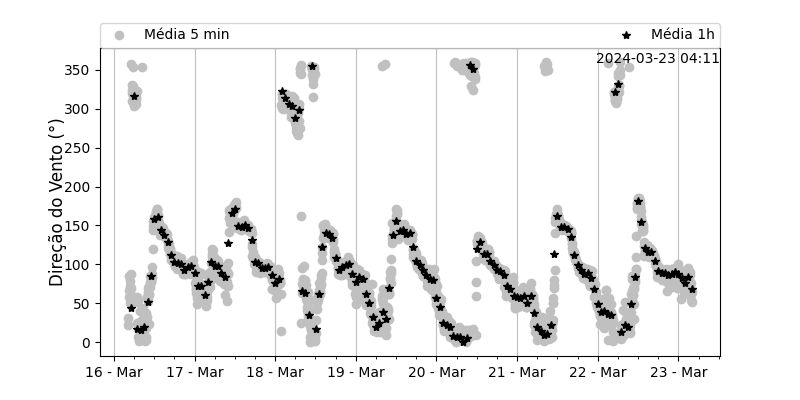 Média 5 min
Média 1h
2024-03-23 04:11
Direção do Vento (°)
350
300
250
200
150
100
50
0
16 - Mar
17 - Mar
18 - Mar
19 - Mar
20 - Mar
21 - Mar
22 - Mar
23 - Mar